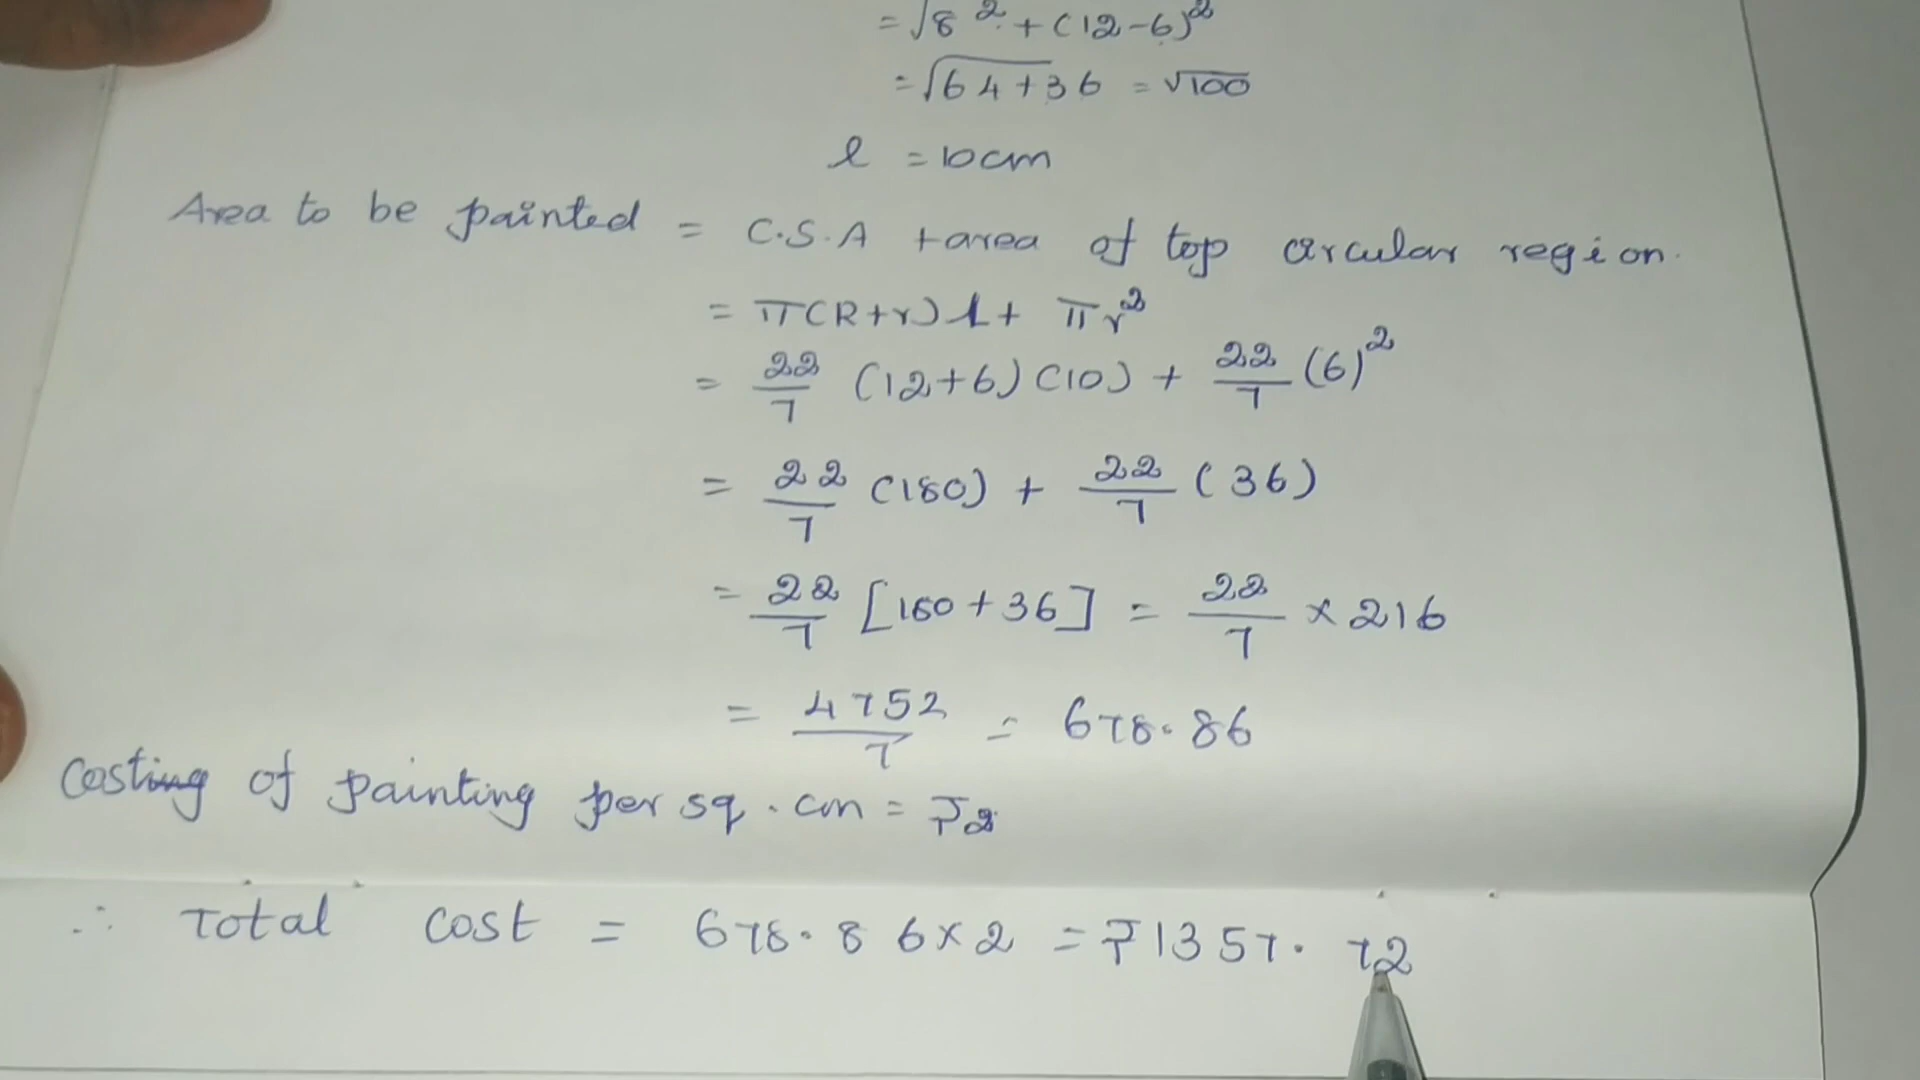 = √8² + (12-6)²
= √64+36 = √100
l = 10cm
Area to be painted = C.S.A + area of top circular region.
= π(R+r)l + πr²
= 22/7 (12+6) (10) + 22/7 (6)²
= 22/7 (180) + 22/7 (36)
= 22/7 [180+36] = 22/7 × 216
= 4752/7 = 678.86
Costing of painting per sq.cm = ₹2
∴ Total cost = 678.86×2 = ₹1357.72